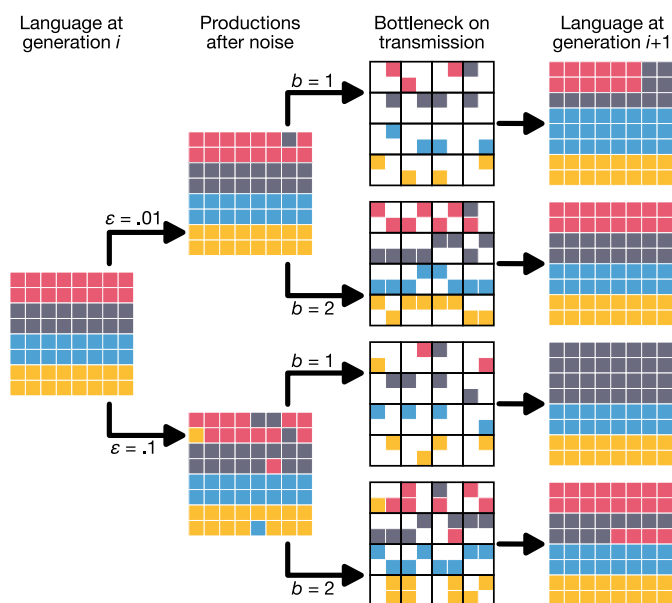 Language at
generation i
Productions
after noise
Bottleneck on
transmission
Language at
generation i+1
b = 1
ε = .01
b = 2
b = 1
ε = .1
b = 2